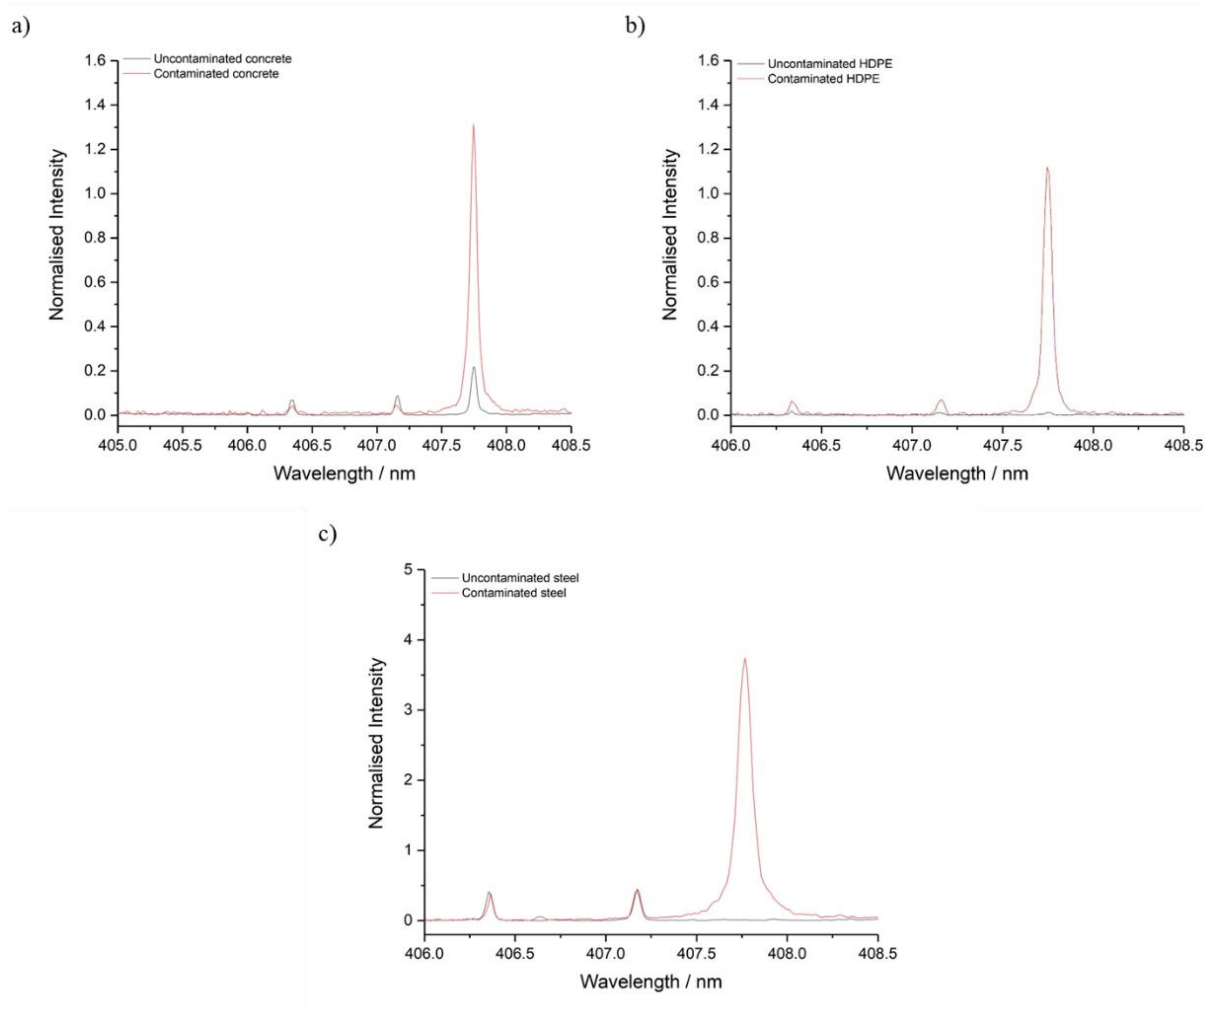 a)
Uncontaminated concrete
Contaminated concrete
1.6
1.4
1.2
1.0
0.8
0.6
0.4
0.2
0.0
Normalised Intensity
405.0 405.5 406.0 406.5 407.0 407.5 408.0 408.5
Wavelength / nm
b)
Uncontaminated HDPE
Contaminated HDPE
1.6
1.4
1.2
1.0
0.8
0.6
0.4
0.2
0.0
Normalised Intensity
406.0 406.5 407.0 407.5 408.0 408.5
Wavelength / nm
c)
Uncontaminated steel
Contaminated steel
5
4
3
2
1
0
Normalised Intensity
406.0 406.5 407.0 407.5 408.0 408.5
Wavelength / nm